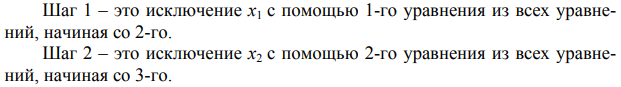 Шаг 1 – это исключение x₁ с помощью 1-го уравнения из всех уравне-
ний, начиная со 2-го.
Шаг 2 – это исключение x₂ с помощью 2-го уравнения из всех уравне-
ний, начиная со 3-го.